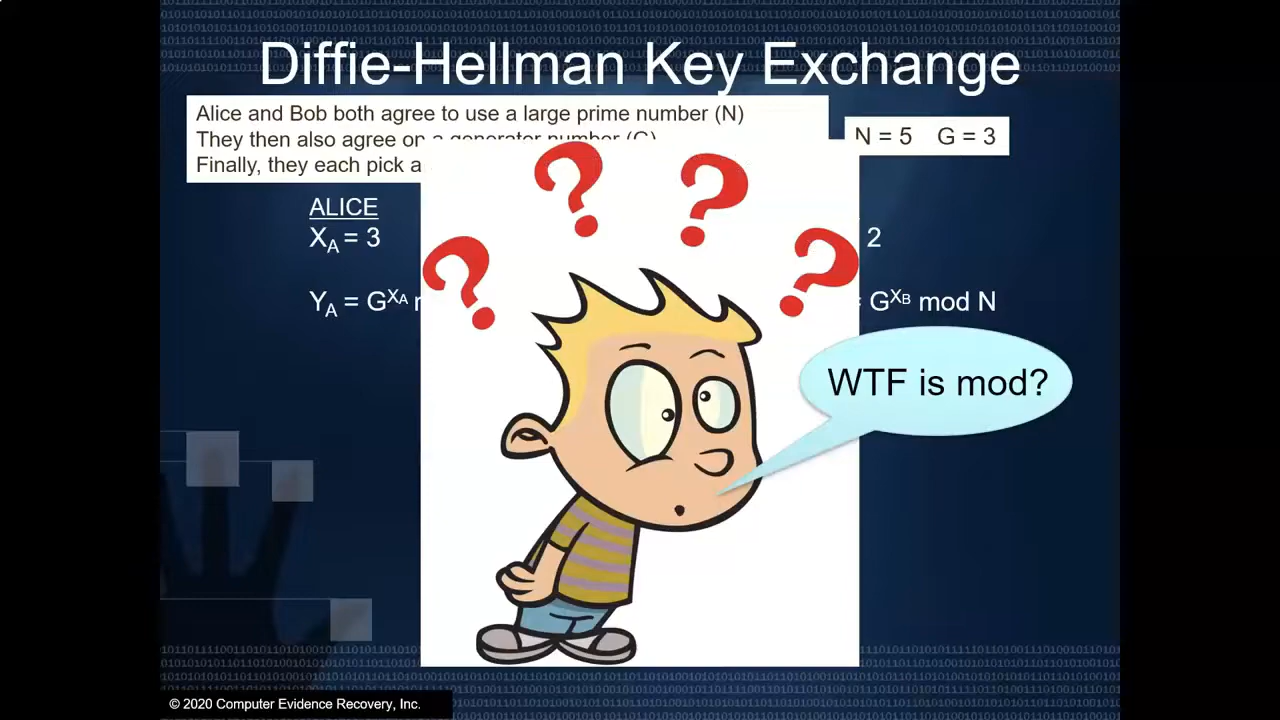 Diffie-Hellman Key Exchange
Alice and Bob both agree to use a large prime number (N)
They then also agree on a generator number (G)
Finally, they each pick a
N = 5 G = 3
ALICE
XA = 3
2
YA = GXA
= GXB mod N
? ? ? ?
WTF is mod?
© 2020 Computer Evidence Recovery, Inc.